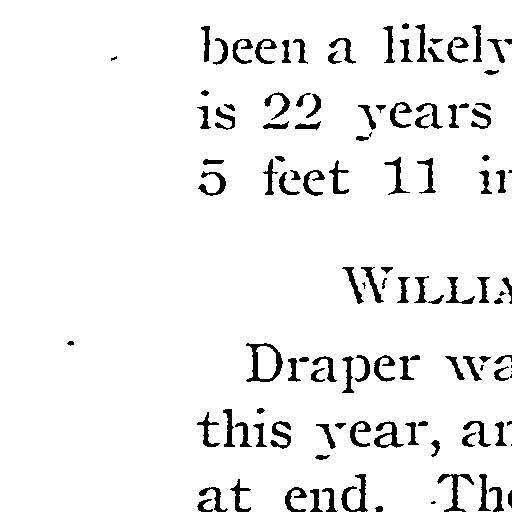 been a likely
is 22 years
5 feet 11 in
WILLIA
Draper wa
this year, an
at end. The